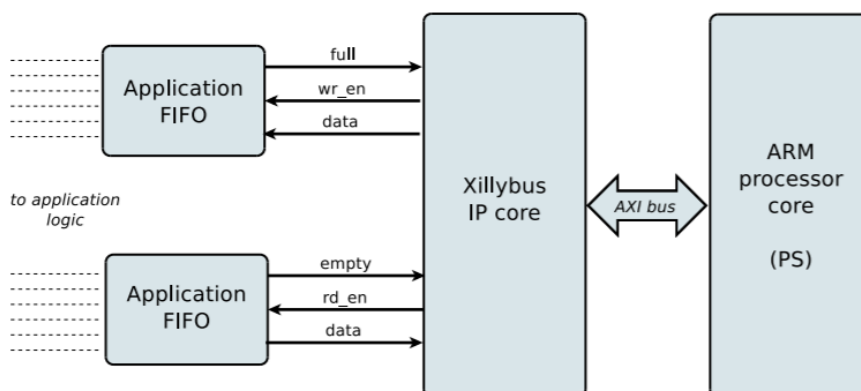 full
Application
FIFO
wr_en
data
to application
logic
Xillybus
IP core
AXI bus
ARM
processor
core
(PS)
empty
Application
FIFO
rd_en
data